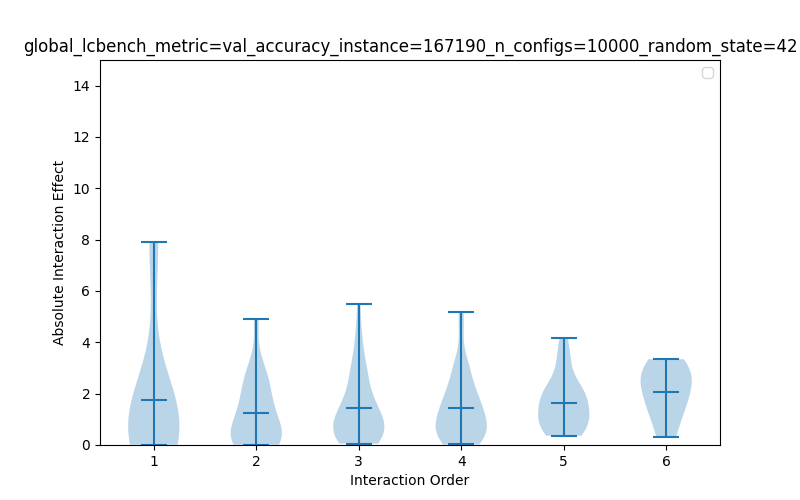 global_lcbench_metric=val_accuracy_instance=167190_n_configs=10000_random_state=42
14
12
10
8
6
4
2
0
Absolute Interaction Effect
1 2 3 4 5 6
Interaction Order